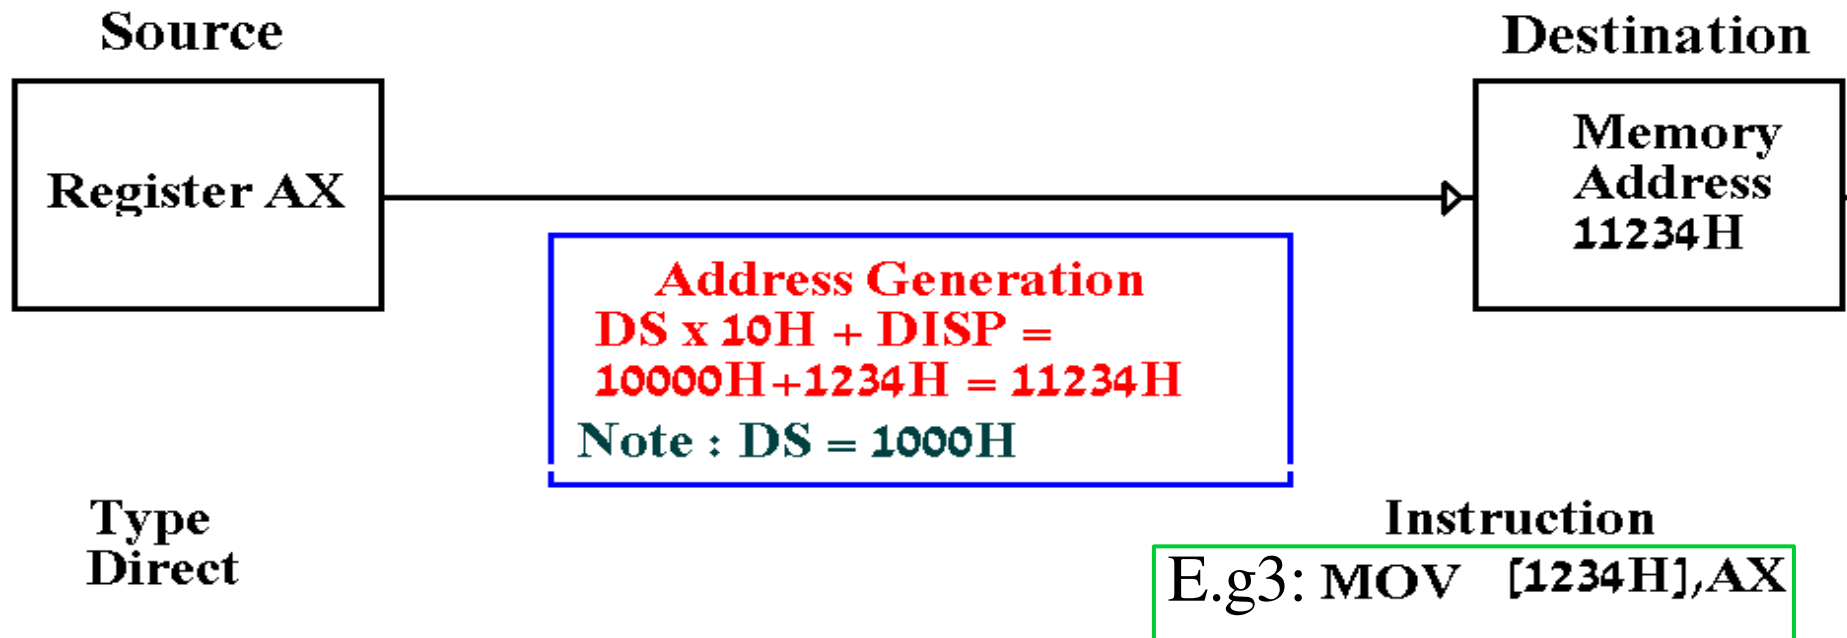 Source
Destination
Register AX
Memory
Address
11234H
Address Generation
DS x 10H + DISP =
10000H+1234H = 11234H
Note : DS = 1000H
Type
Direct
Instruction
E.g3: MOV [1234H],AX